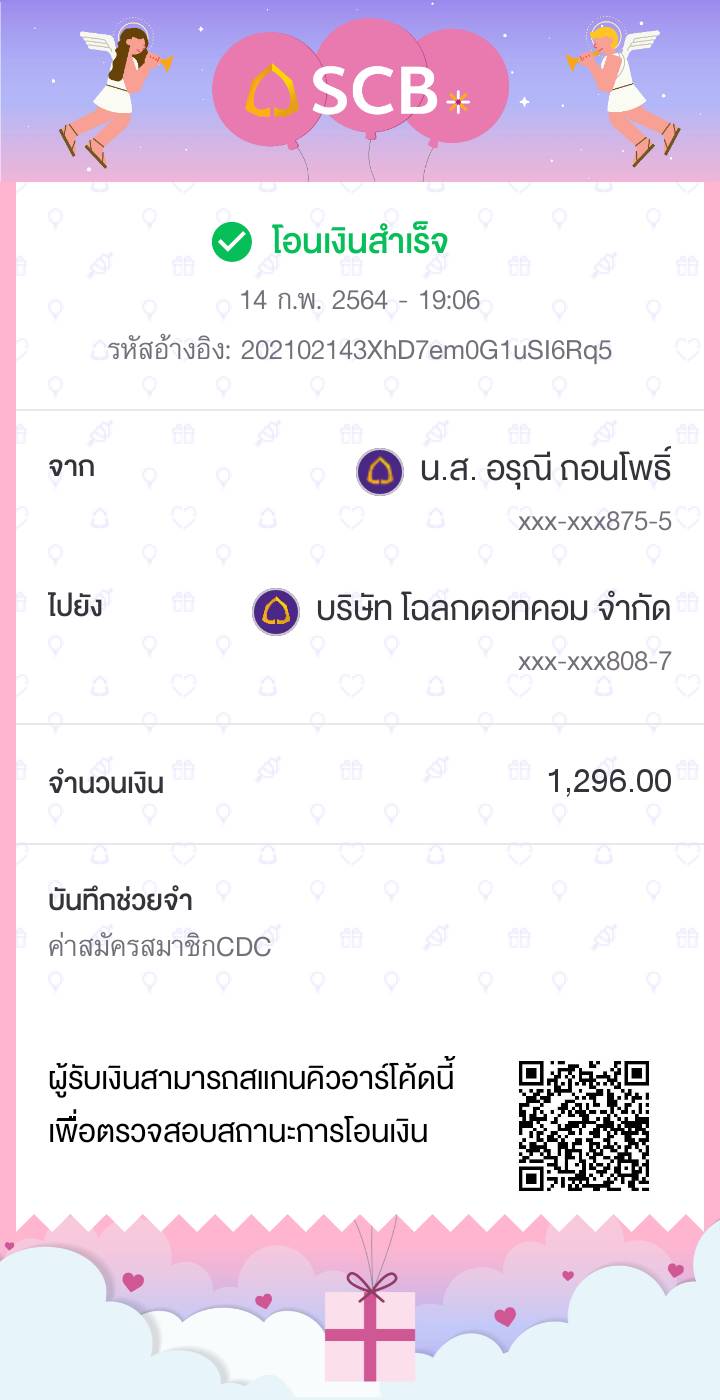 SCB
โอนเงินสำเร็จ
14 ก.พ. 2564 - 19:06
รหัสอ้างอิง: 202102143XhD7em0G1uSI6Rq5
จาก
น.ส. อรุณี ถอนโพธิ์
xxx-xxx875-5
ไปยัง
บริษัท โฉลกดอทคอม จำกัด
xxx-xxx808-7
จำนวนเงิน
1,296.00
บันทึกช่วยจำ
ค่าสมัครสมาชิกCDC
ผู้รับเงินสามารถสแกนคิวอาร์โค้ดนี้
เพื่อตรวจสอบสถานะการโอนเงิน